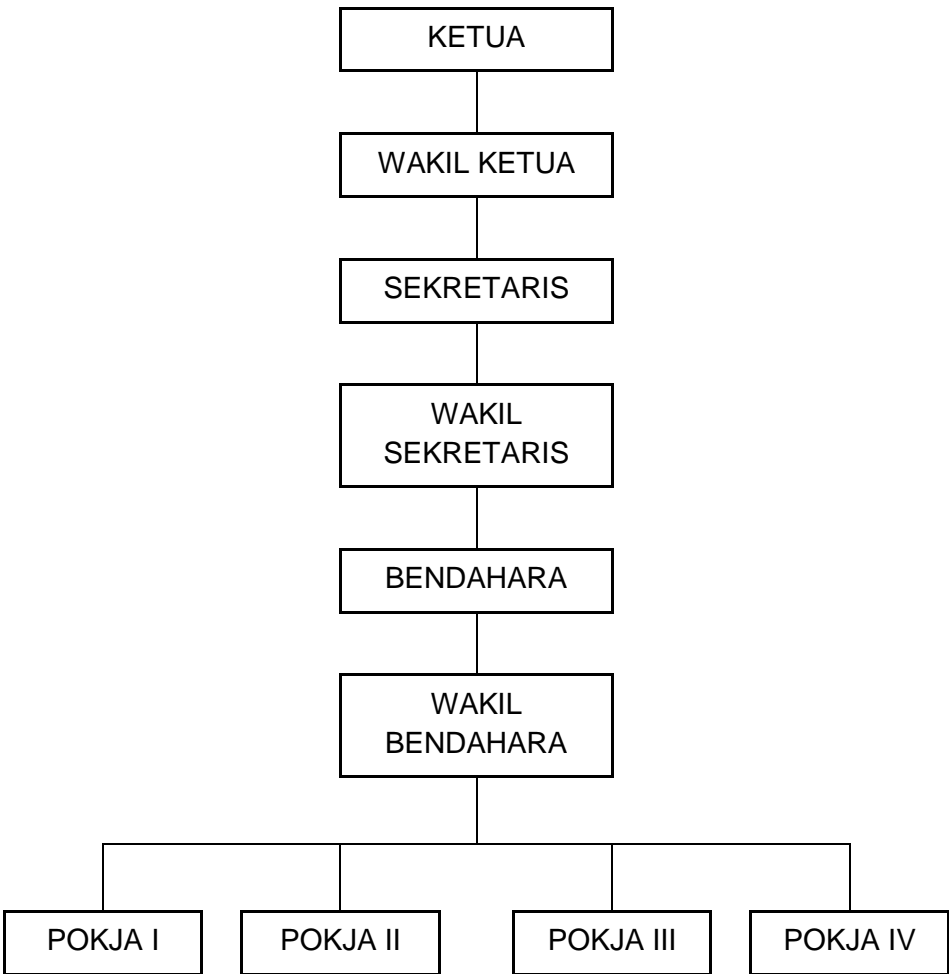 KETUA
WAKIL KETUA
SEKRETARIS
WAKIL
SEKRETARIS
BENDAHARA
WAKIL
BENDAHARA
POKJA I
POKJA II
POKJA III
POKJA IV